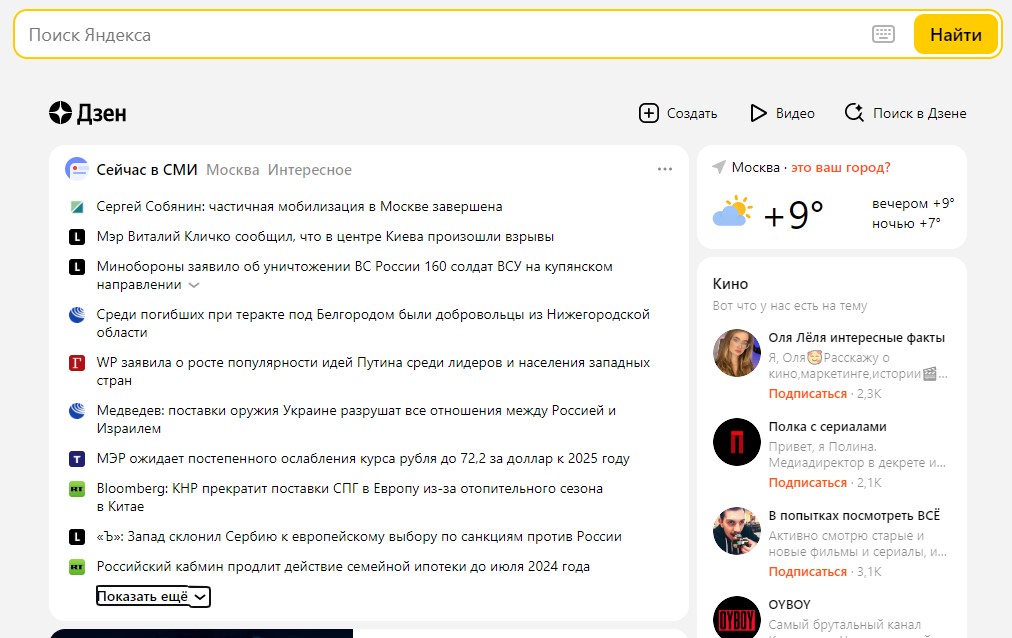 Поиск Яндекса
Найти
Дзен
Создать
Видео
Поиск в Дзене
Сейчас в СМИ Москва Интересное
Сергей Собянин: частичная мобилизация в Москве завершена
L Мэр Виталий Кличко сообщил, что в центре Киева произошли взрывы
L Минобороны заявило об уничтожении ВС России 160 солдат ВСУ на купянском
направлении
Среди погибших при теракте под Белгородом были добровольцы из Нижегородской
области
Г WP заявила о росте популярности идей Путина среди лидеров и населения западных
стран
Медведев: поставки оружия Украине разрушат все отношения между Россией и
Израилем
Т МЭР ожидает постепенного ослабления курса рубля до 72,2 за доллар к 2025 году
RT Bloomberg: КНР прекратит поставки СПГ в Европу из-за отопительного сезона
в Китае
L «Ъ»: Запад склонил Сербию к европейскому выбору по санкциям против России
RT Российский кабмин продлит действие семейной ипотеки до июля 2024 года
Показать ещё
Москва · это ваш город?
+9°
вечером +9°
ночью +7°
Кино
Вот что у нас есть на тему
Оля Лёля интересные факты
Я, Оля🥰Расскажу о
кино,маркетинге,истории🎬...
Подписаться · 2,3K
П
Полка с сериалами
Привет, я Полина.
Медиадиректор в декрете и...
Подписаться · 2,1K
В попытках посмотреть ВСЁ
Активно смотрю старые и
новые фильмы и сериалы, и...
Подписаться · 3,1K
OYBOY
OYBOY
Самый брутальный канал